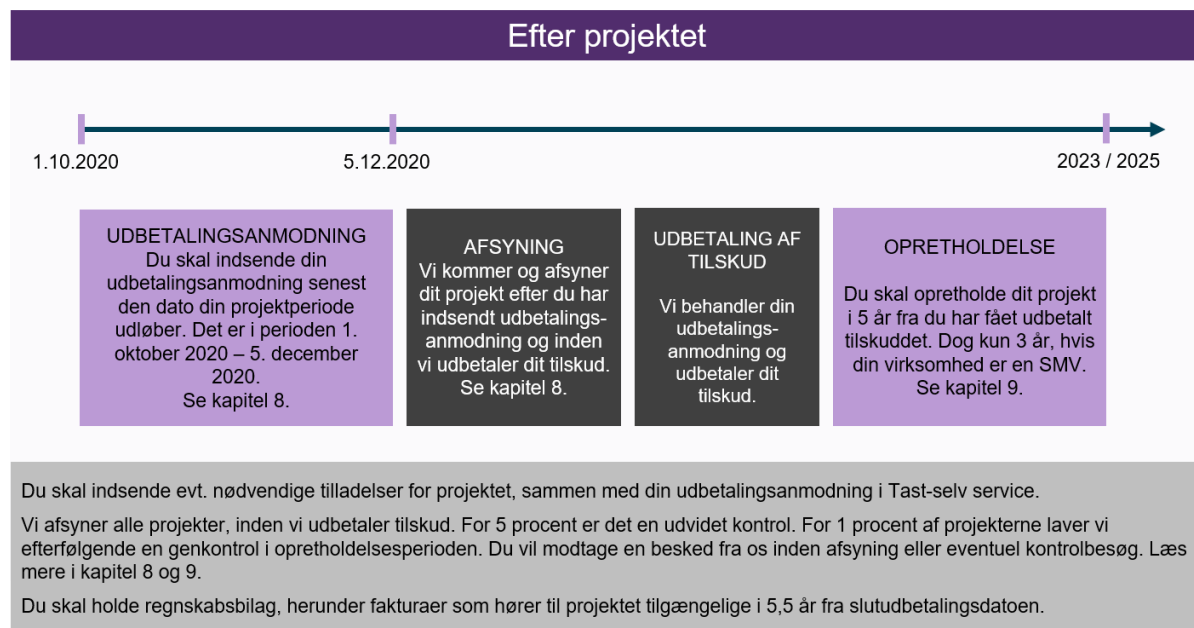 Efter projektet
1.10.2020
5.12.2020
2023 / 2025
UDBETALINGSANMODNING
Du skal indsende din
udbetalingsanmodning senest
den dato din projektperiode
udløber. Det er i perioden 1.
oktober 2020 – 5. december
2020.
Se kapitel 8.
AFSYNING
Vi kommer og afsyner
dit projekt efter du har
indsendt udbetalings-
anmodning og inden
vi udbetaler dit tilskud.
Se kapitel 8.
UDBETALING AF
TILSKUD
Vi behandler din
udbetalings-
anmodning og
udbetaler dit
tilskud.
OPRETHOLDELSE
Du skal opretholde dit projekt
i 5 år fra du har fået udbetalt
tilskuddet. Dog kun 3 år, hvis
din virksomhed er en SMV.
Se kapitel 9.
Du skal indsende evt. nødvendige tilladelser for projektet, sammen med din udbetalingsanmodning i Tast-selv service.
Vi afsyner alle projekter, inden vi udbetaler tilskud. For 5 procent er det en udvidet kontrol. For 1 procent af projekterne laver vi
efterfølgende en genkontrol i opretholdelsesperioden. Du vil modtage en besked fra os inden afsyning eller eventuel kontrolbesøg. Læs
mere i kapitel 8 og 9.
Du skal holde regnskabsbilag, herunder fakturaer som hører til projektet tilgængelige i 5,5 år fra slutudbetalingsdatoen.